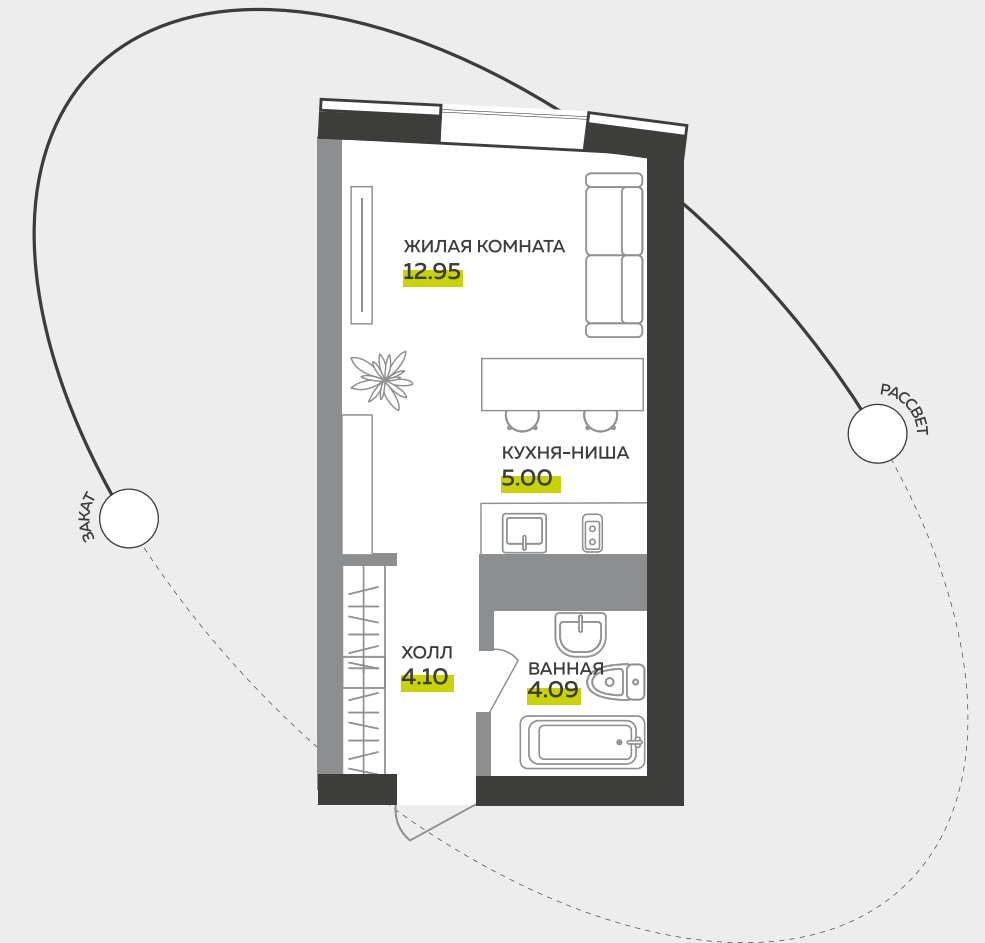 ЖИЛАЯ КОМНАТА
12.95
РАССВЕТ
КУХНЯ-НИША
5.00
ЗАКАТ
ХОЛЛ
4.10
ВАННАЯ
4.09